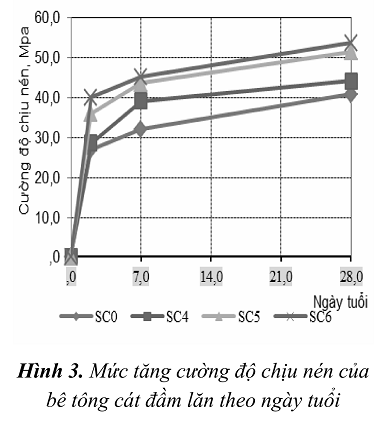 60,0
50,0
40,0
30,0
20,0
10,0
,0
Cường độ chịu nén, Mpa
,0 7,0 14,0 21,0 28,0
Ngày tuổi
SC0 SC4 SC5 SC6
Hình 3. Mức tăng cường độ chịu nén của
bê tông cát đầm lăn theo ngày tuổi